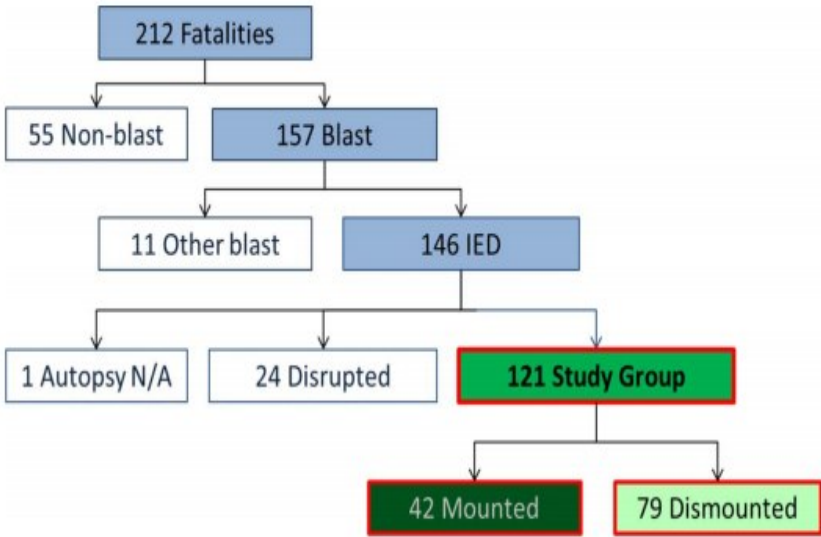 212 Fatalities
55 Non-blast
157 Blast
11 Other blast
146 IED
1 Autopsy N/A
24 Disrupted
121 Study Group
42 Mounted
79 Dismounted